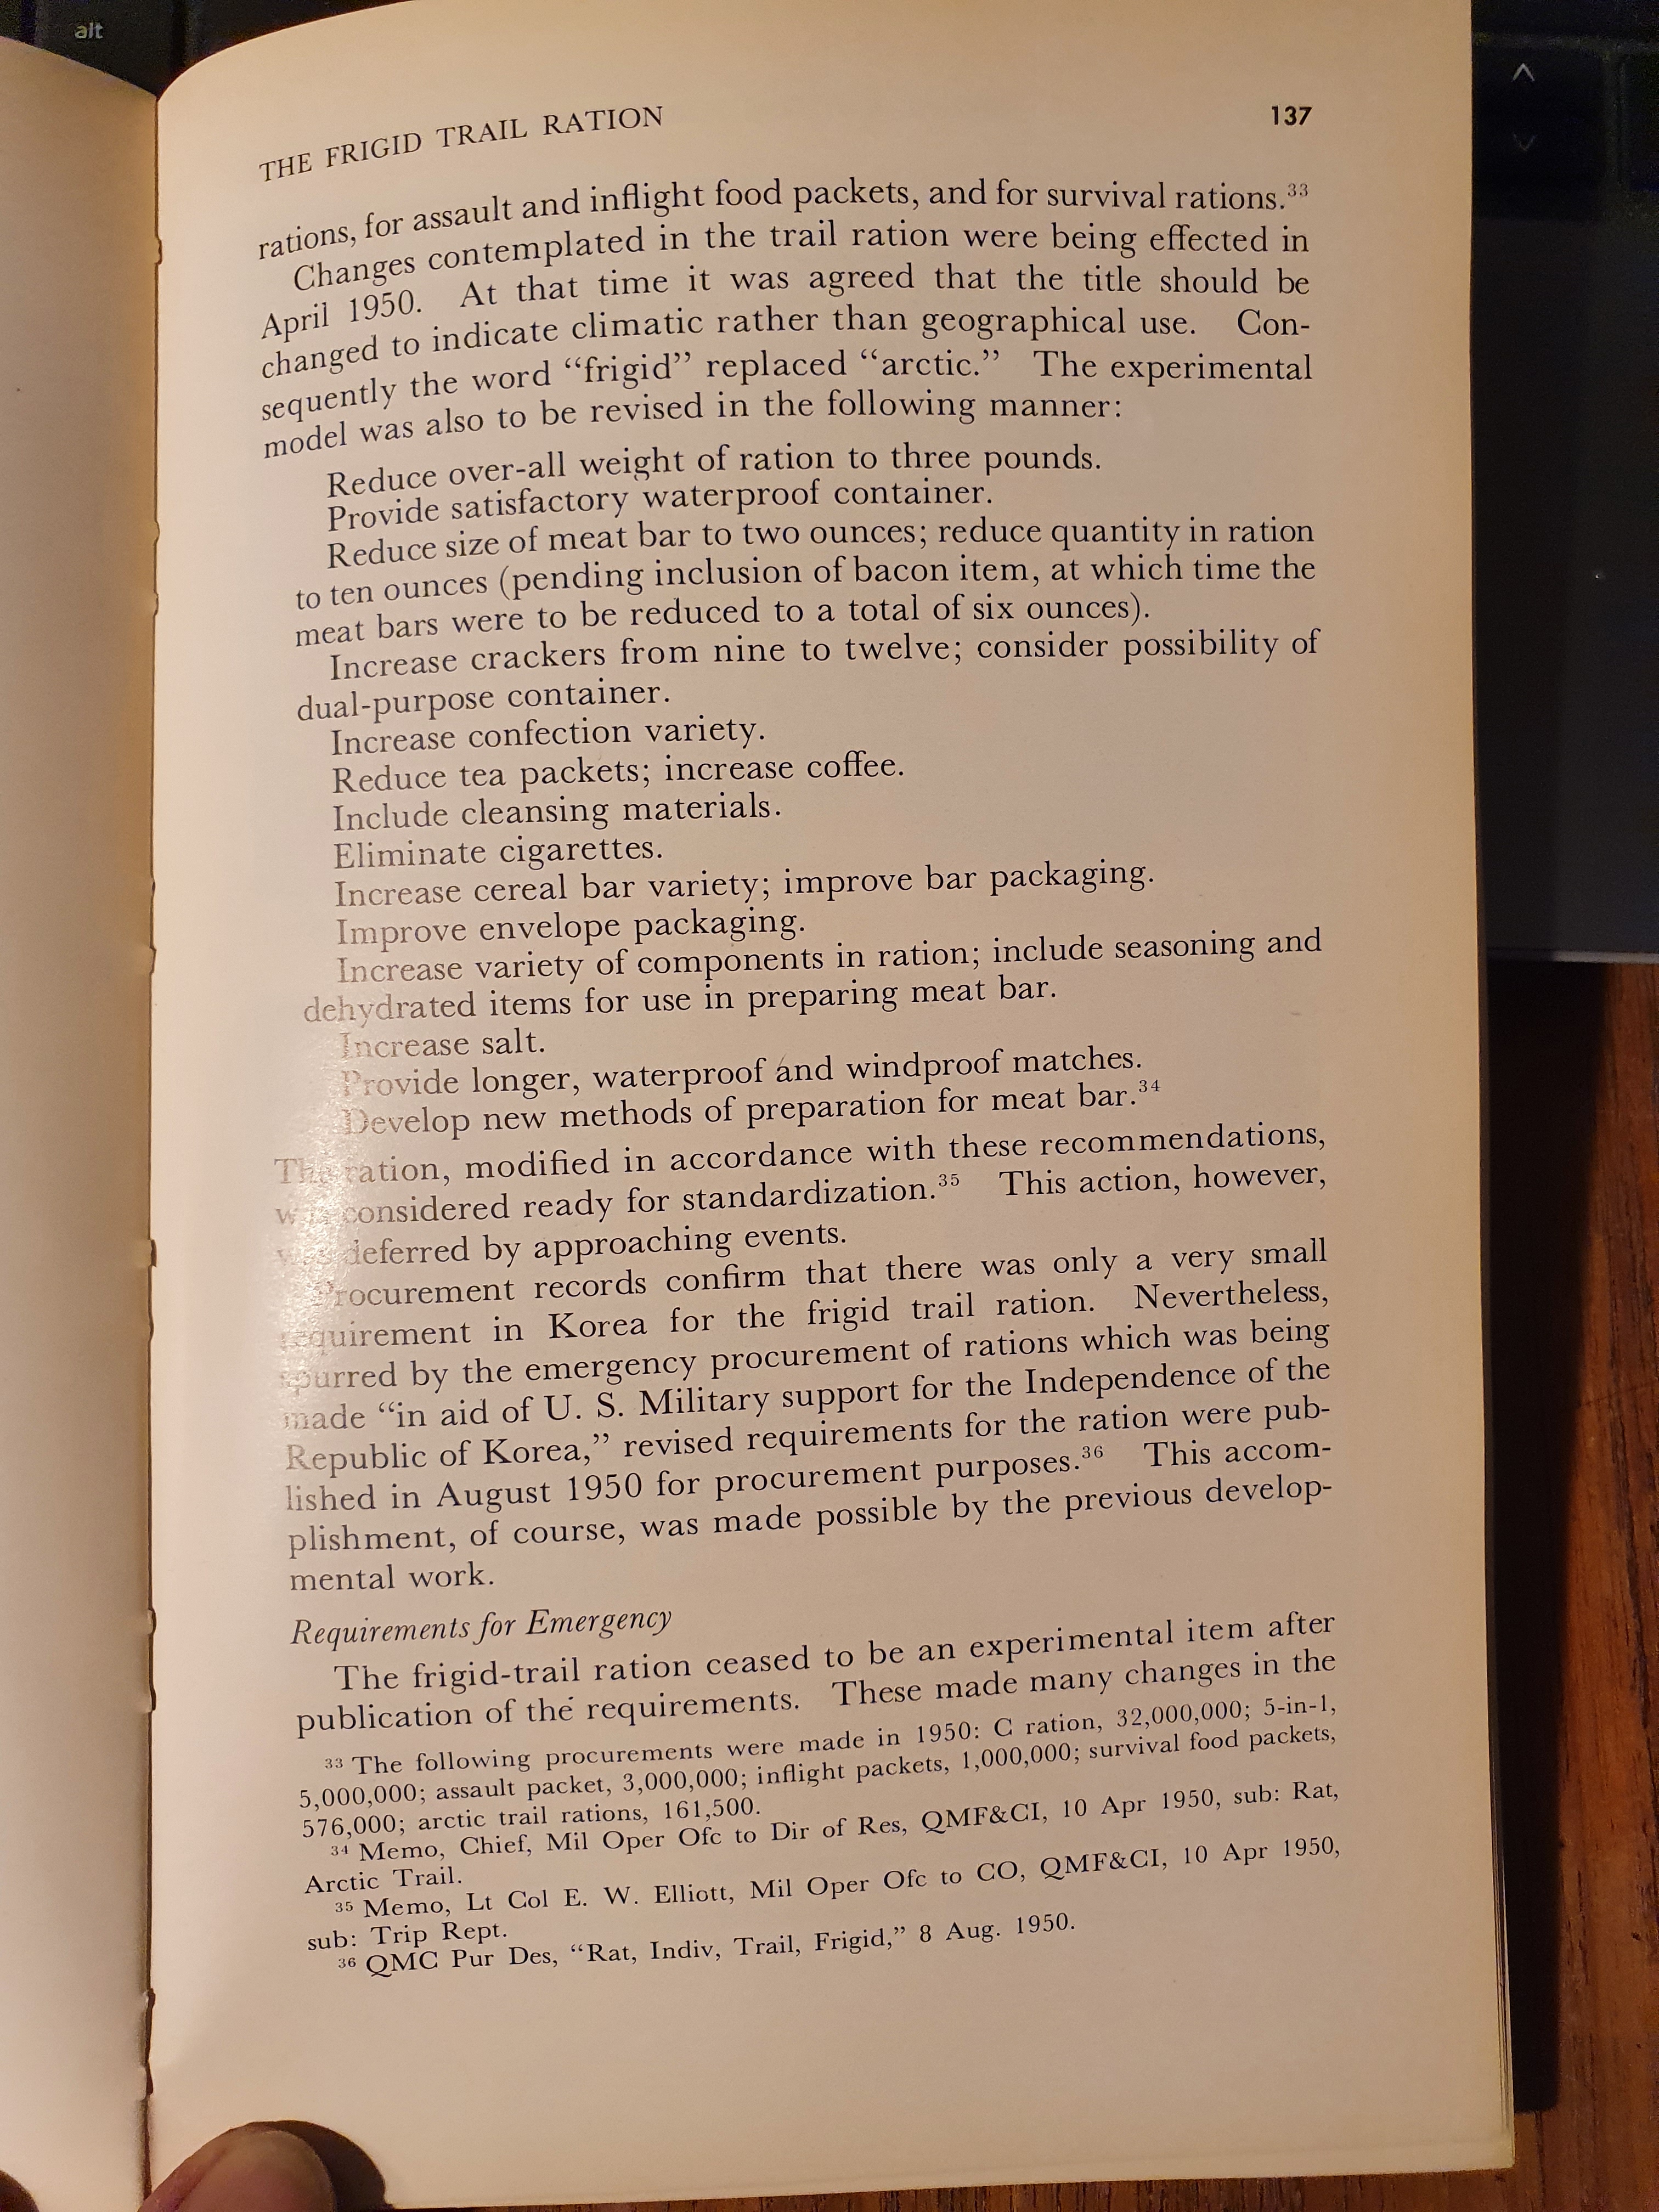 alt
THE FRIGID TRAIL RATION 137
rations, for assault and inflight food packets, and for survival rations.³³
Changes contemplated in the trail ration were being effected in
April 1950. At that time it was agreed that the title should be
changed to indicate climatic rather than geographical use. Con-
sequently the word “frigid” replaced “arctic.” The experimental
model was also to be revised in the following manner:
Reduce over-all weight of ration to three pounds.
Provide satisfactory waterproof container.
Reduce size of meat bar to two ounces; reduce quantity in ration
to ten ounces (pending inclusion of bacon item, at which time the
meat bars were to be reduced to a total of six ounces).
Increase crackers from nine to twelve; consider possibility of
dual-purpose container.
Increase confection variety.
Reduce tea packets; increase coffee.
Include cleansing materials.
Eliminate cigarettes.
Increase cereal bar variety; improve bar packaging.
Improve envelope packaging.
Increase variety of components in ration; include seasoning and
dehydrated items for use in preparing meat bar.
Increase salt.
Provide longer, waterproof and windproof matches.
Develop new methods of preparation for meat bar.³⁴
The ration, modified in accordance with these recommendations,
was considered ready for standardization.³⁵ This action, however,
was deferred by approaching events.
Procurement records confirm that there was only a very small
requirement in Korea for the frigid trail ration. Nevertheless,
spurred by the emergency procurement of rations which was being
made “in aid of U. S. Military support for the Independence of the
Republic of Korea,” revised requirements for the ration were pub-
lished in August 1950 for procurement purposes.³⁶ This accom-
plishment, of course, was made possible by the previous develop-
mental work.
Requirements for Emergency
The frigid-trail ration ceased to be an experimental item after
publication of the requirements. These made many changes in the
³³ The following procurements were made in 1950: C ration, 32,000,000; 5-in-1,
5,000,000; assault packet, 3,000,000; inflight packets, 1,000,000; survival food packets,
576,000; arctic trail rations, 161,500.
³⁴ Memo, Chief, Mil Oper Ofc to Dir of Res, QMF&CI, 10 Apr 1950, sub: Rat,
Arctic Trail.
³⁵ Memo, Lt Col E. W. Elliott, Mil Oper Ofc to CO, QMF&CI, 10 Apr 1950,
sub: Trip Rept.
³⁶ QMC Pur Des, “Rat, Indiv, Trail, Frigid,” 8 Aug. 1950.